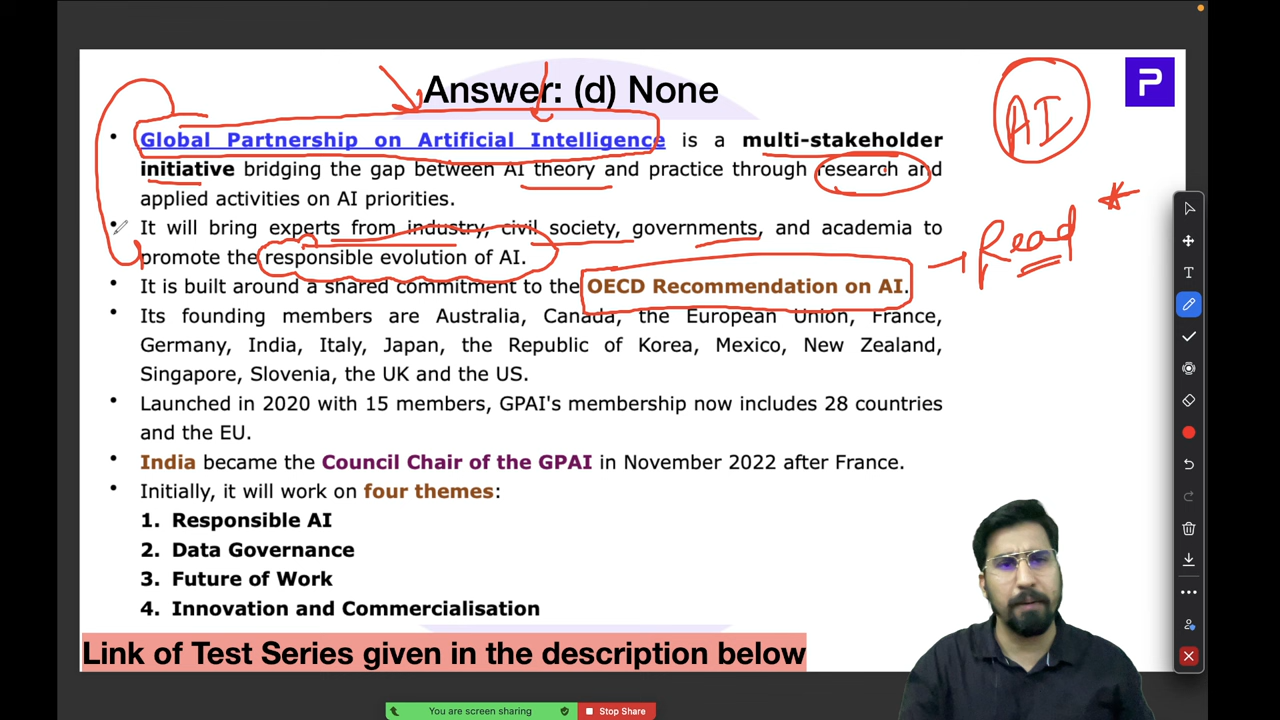 Answer: (d) None
AI
P
• Global Partnership on Artificial Intelligence is a multi-stakeholder
initiative bridging the gap between AI theory and practice through research and
applied activities on AI priorities.
• It will bring experts from industry, civil society, governments, and academia to
promote the responsible evolution of AI.
Read
• It is built around a shared commitment to the OECD Recommendation on AI.
• Its founding members are Australia, Canada, the European Union, France,
Germany, India, Italy, Japan, the Republic of Korea, Mexico, New Zealand,
Singapore, Slovenia, the UK and the US.
• Launched in 2020 with 15 members, GPAI's membership now includes 28 countries
and the EU.
• India became the Council Chair of the GPAI in November 2022 after France.
• Initially, it will work on four themes:
1. Responsible AI
2. Data Governance
3. Future of Work
4. Innovation and Commercialisation
Link of Test Series given in the description below
You are screen sharing
Stop Share
T